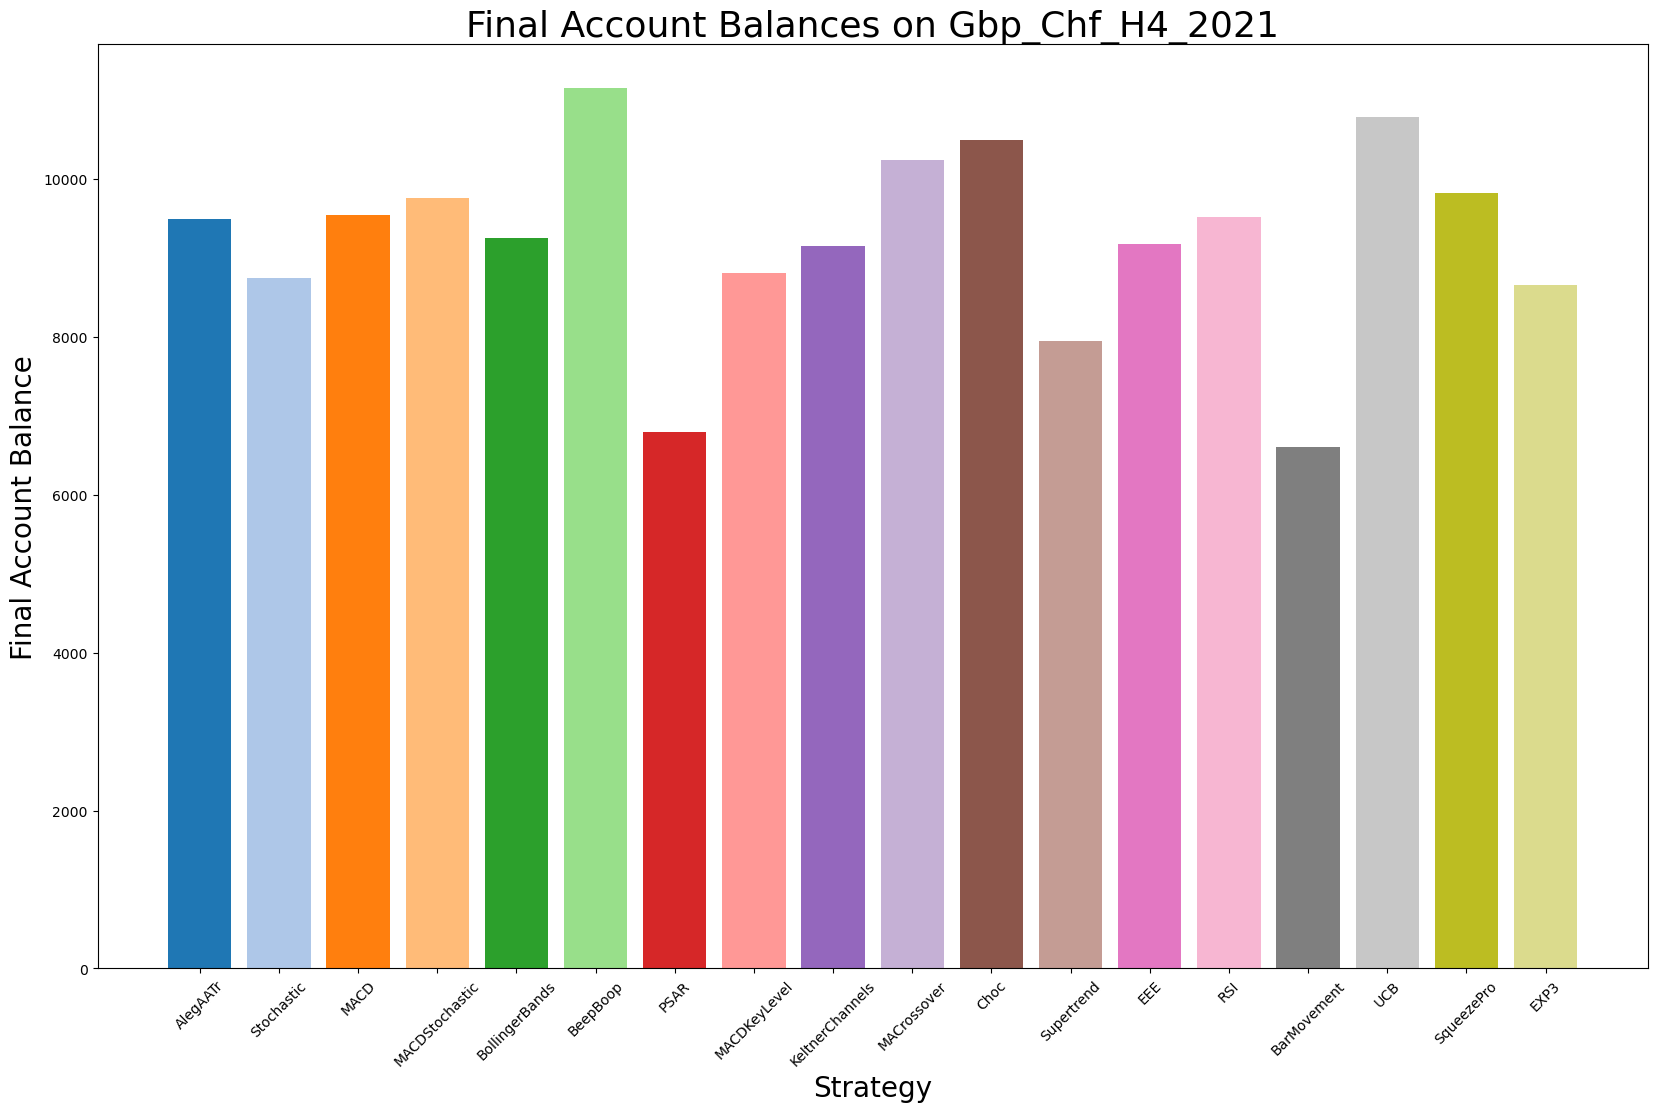 Final Account Balances on Gbp_Chf_H4_2021
Final Account Balance
10000
8000
6000
4000
2000
0
AlegAATr
Stochastic
MACD
MACDStochastic
BollingerBands
BeepBoop
PSAR
MACDKeyLevel
KeltnerChannels
MACrossover
Choc
Supertrend
EEE
RSI
BarMovement
UCB
SqueezePro
EXP3
Strategy